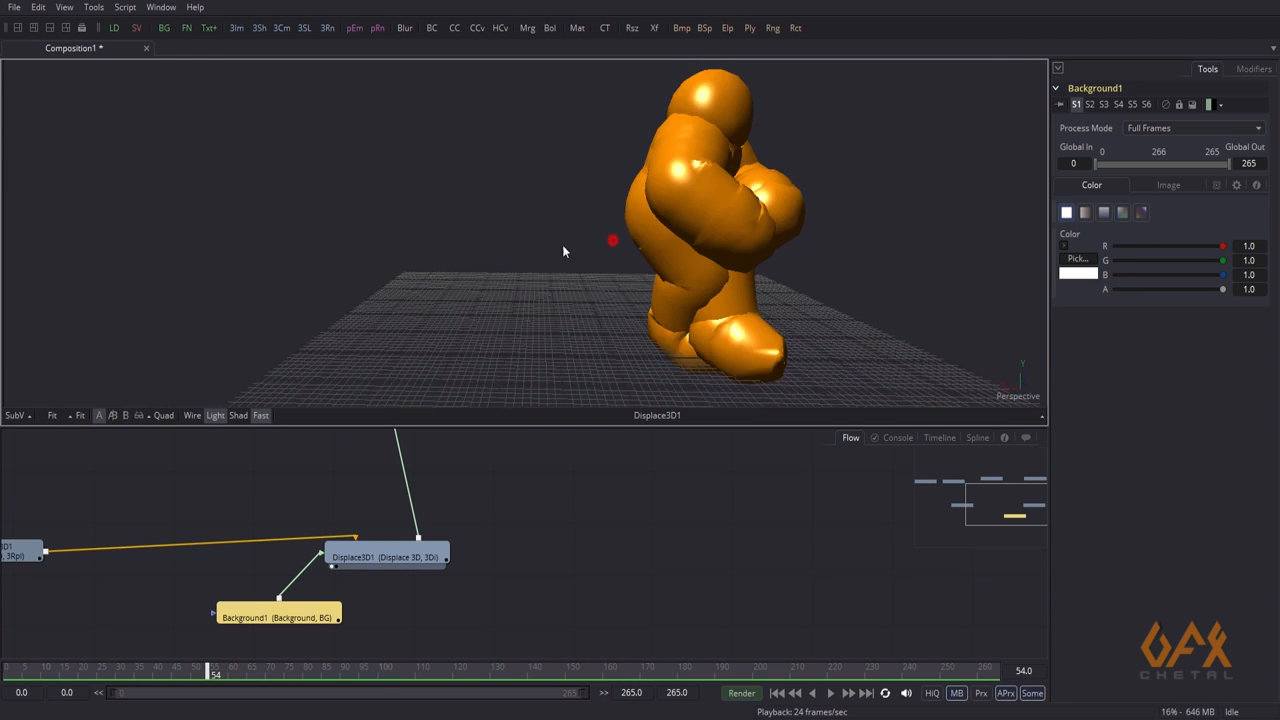 File Edit View Tools Script Window Help
LD SV BG FN Txt+ 3Im 3Sh 3Cm 3SL 3Rn pEm pRn Blur BC CC CCv HCv Mrg Bol Mat CT Rsz Xf Bmp BSp Elp Ply Rng Rct
Composition1 *
Tools Modifiers
Background1
S1 S2 S3 S4 S5 S6
Process Mode Full Frames
Global In 0 266 265 Global Out
0 265
Color Image
Color
R 1.0
Pick... G 1.0
B 1.0
A 1.0
Y
Perspective
SubV Fit Fit A B Quad Wire Light Shad Fast Displace3D1
Flow Console Timeline Spline
3D1
, 3Rpl)
Displace3D1 (Displace 3D, 3Di)
Background1 (Background, BG)
0 5 10 15 20 25 30 35 40 45 50 55 60 65 70 75 80 85 90 95 100 110 120 130 140 150 160 170 180 190 200 210 220 230 240 250 260
54 54.0
0.0 0.0 << 0 265 >> 265.0 265.0 Render HiQ MB Prx APrx Some
Playback: 24 frames/sec 16% - 646 MB Idle
GFX
CHETAL